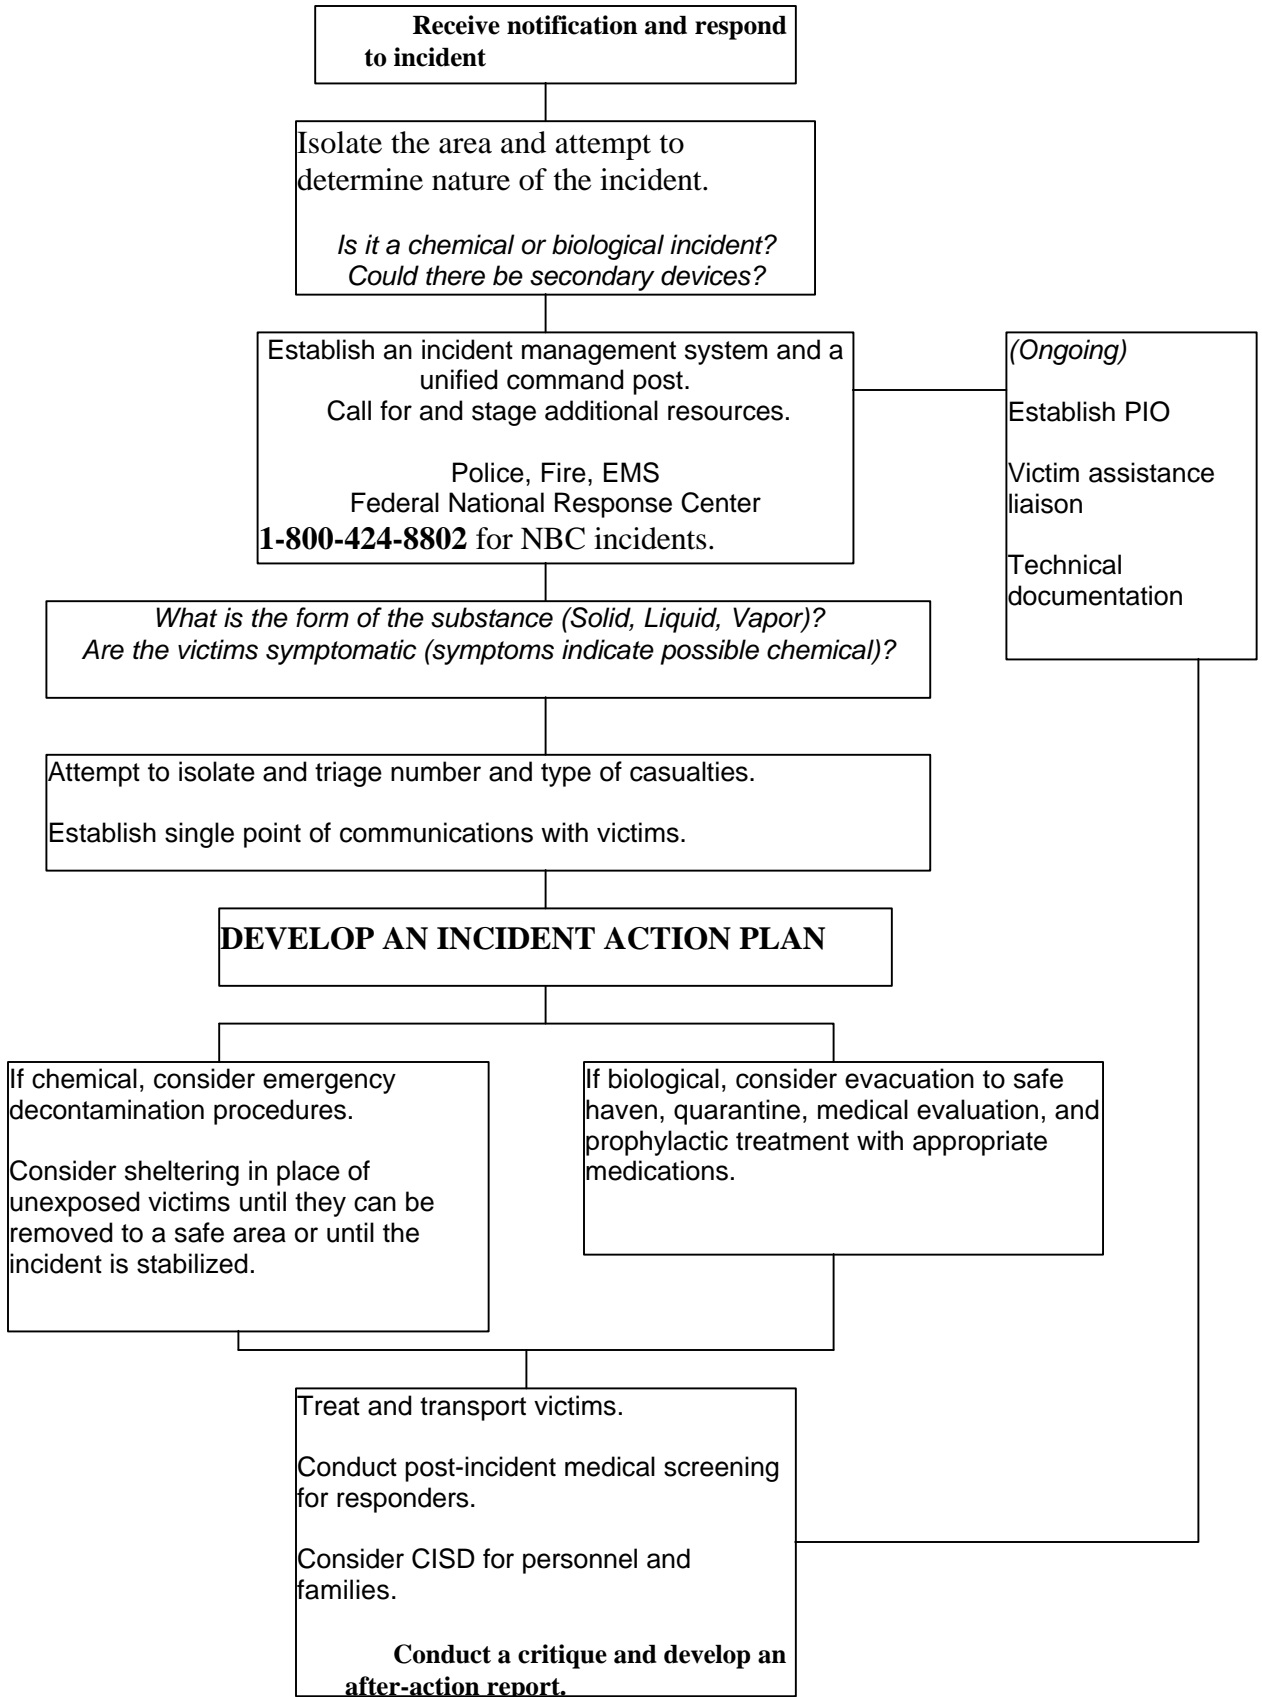 Receive notification and respond
to incident
Isolate the area and attempt to
determine nature of the incident.
Is it a chemical or biological incident?
Could there be secondary devices?
Establish an incident management system and a
unified command post.
Call for and stage additional resources.
Police, Fire, EMS
Federal National Response Center
1-800-424-8802 for NBC incidents.
(Ongoing)
Establish PIO
Victim assistance
liaison
Technical
documentation
What is the form of the substance (Solid, Liquid, Vapor)?
Are the victims symptomatic (symptoms indicate possible chemical)?
Attempt to isolate and triage number and type of casualties.
Establish single point of communications with victims.
DEVELOP AN INCIDENT ACTION PLAN
If chemical, consider emergency
decontamination procedures.
Consider sheltering in place of
unexposed victims until they can be
removed to a safe area or until the
incident is stabilized.
If biological, consider evacuation to safe
haven, quarantine, medical evaluation, and
prophylactic treatment with appropriate
medications.
Treat and transport victims.
Conduct post-incident medical screening
for responders.
Consider CISD for personnel and
families.
Conduct a critique and develop an
after-action report.